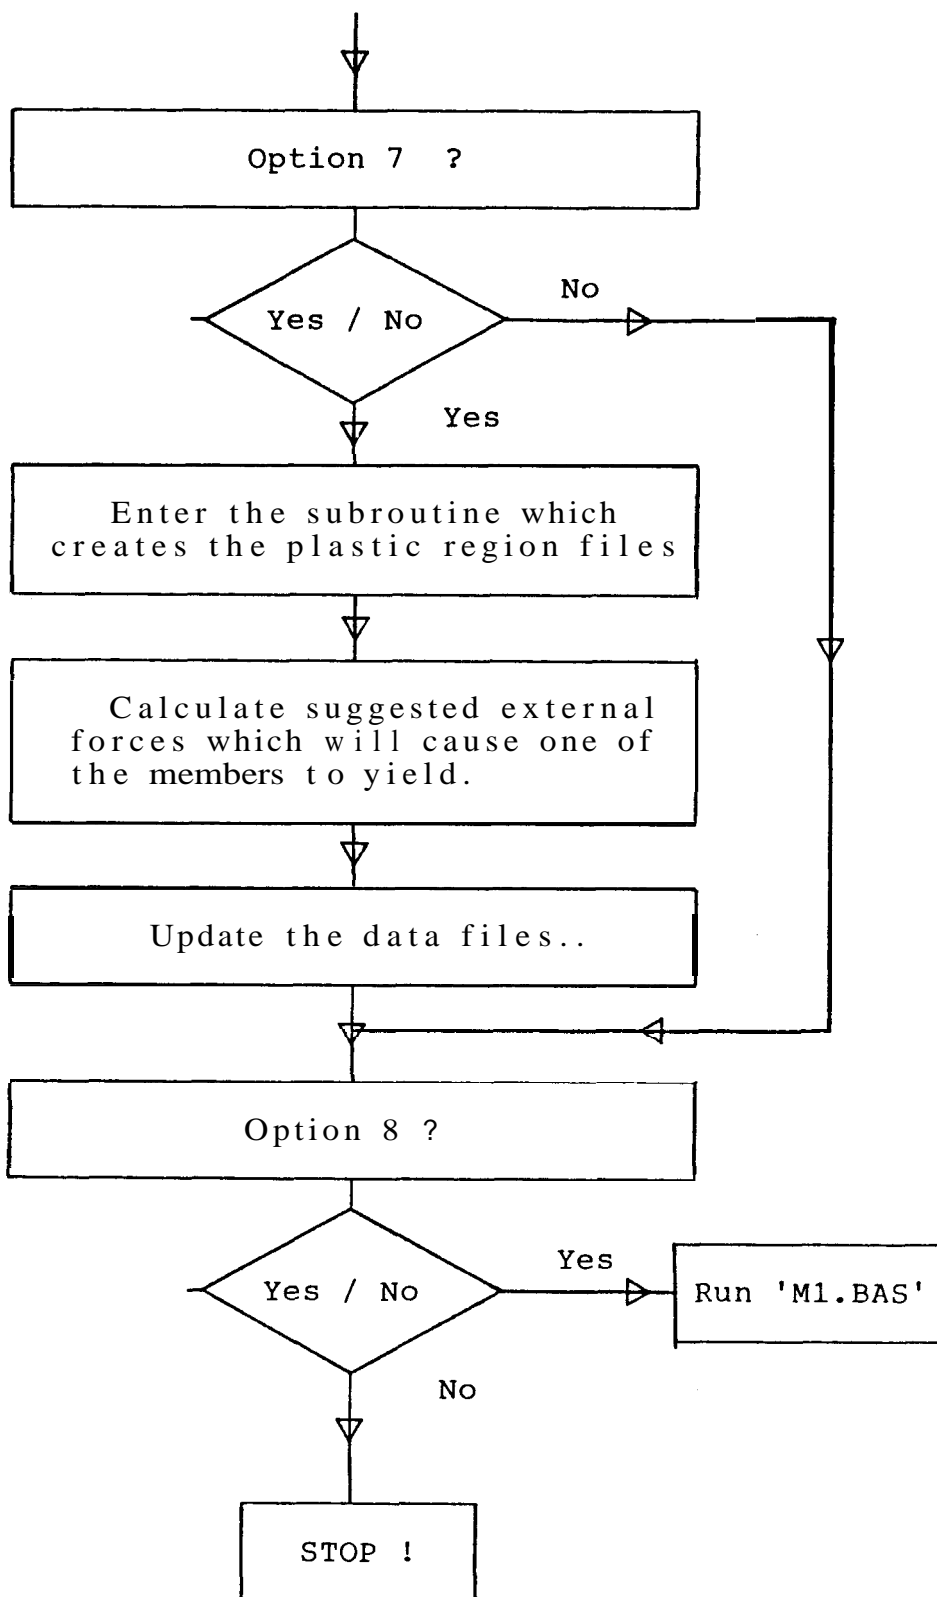 Option 7 ?
Yes / No
No
Yes
Enter the subroutine which
creates the plastic region files
Calculate suggested external
forces which will cause one of
the members to yield.
Update the data files..
Option 8 ?
Yes / No
Yes
Run 'M1.BAS'
No
STOP !